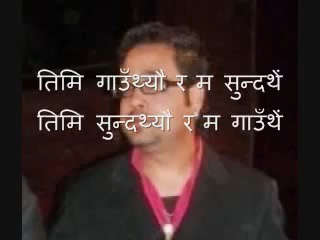 तिमि गाउँथ्यौ र म सुन्दथें
तिमि सुन्दथ्यौ र म गाउँथें